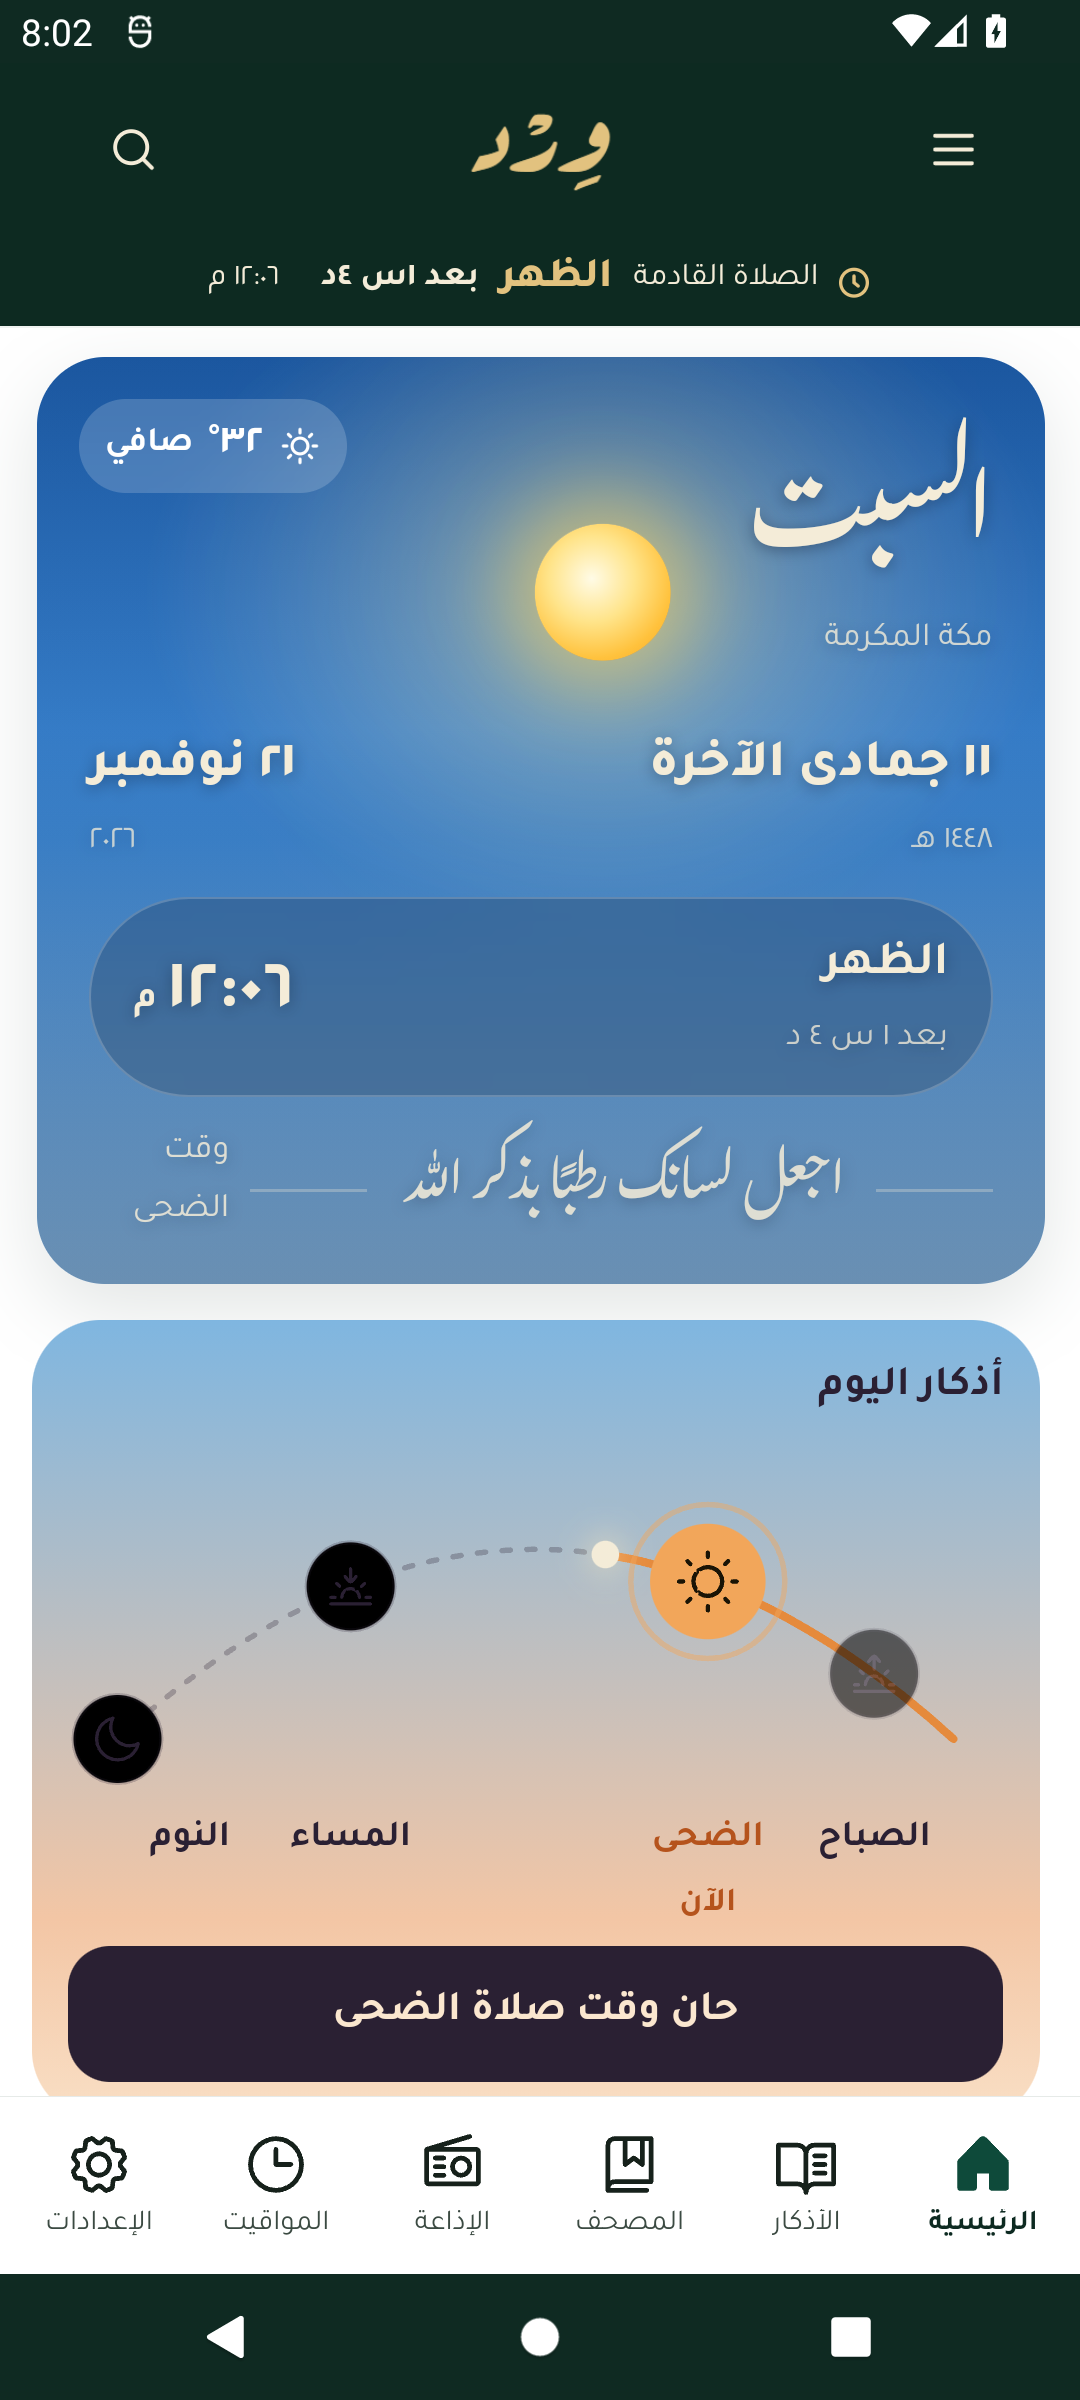 8:02
وِرْد
الصلاة القادمة الظهر بعد ١س ٤د ١٢:٠٦ م
٣٢° صافي
السبت
مكة المكرمة
١١ جمادى الآخرة
٢١ نوفمبر
١٤٤٨ هـ
٢٠٢٦
الظهر
١٢:٠٦ م
بعد ١ س ٤ د
اجعل لسانك رطبًا بذكر الله
وقت
الضحى
أذكار اليوم
الصباح
الضحى
المساء
النوم
الآن
حان وقت صلاة الضحى
الرئيسية
الأذكار
المصحف
الإذاعة
المواقيت
الإعدادات